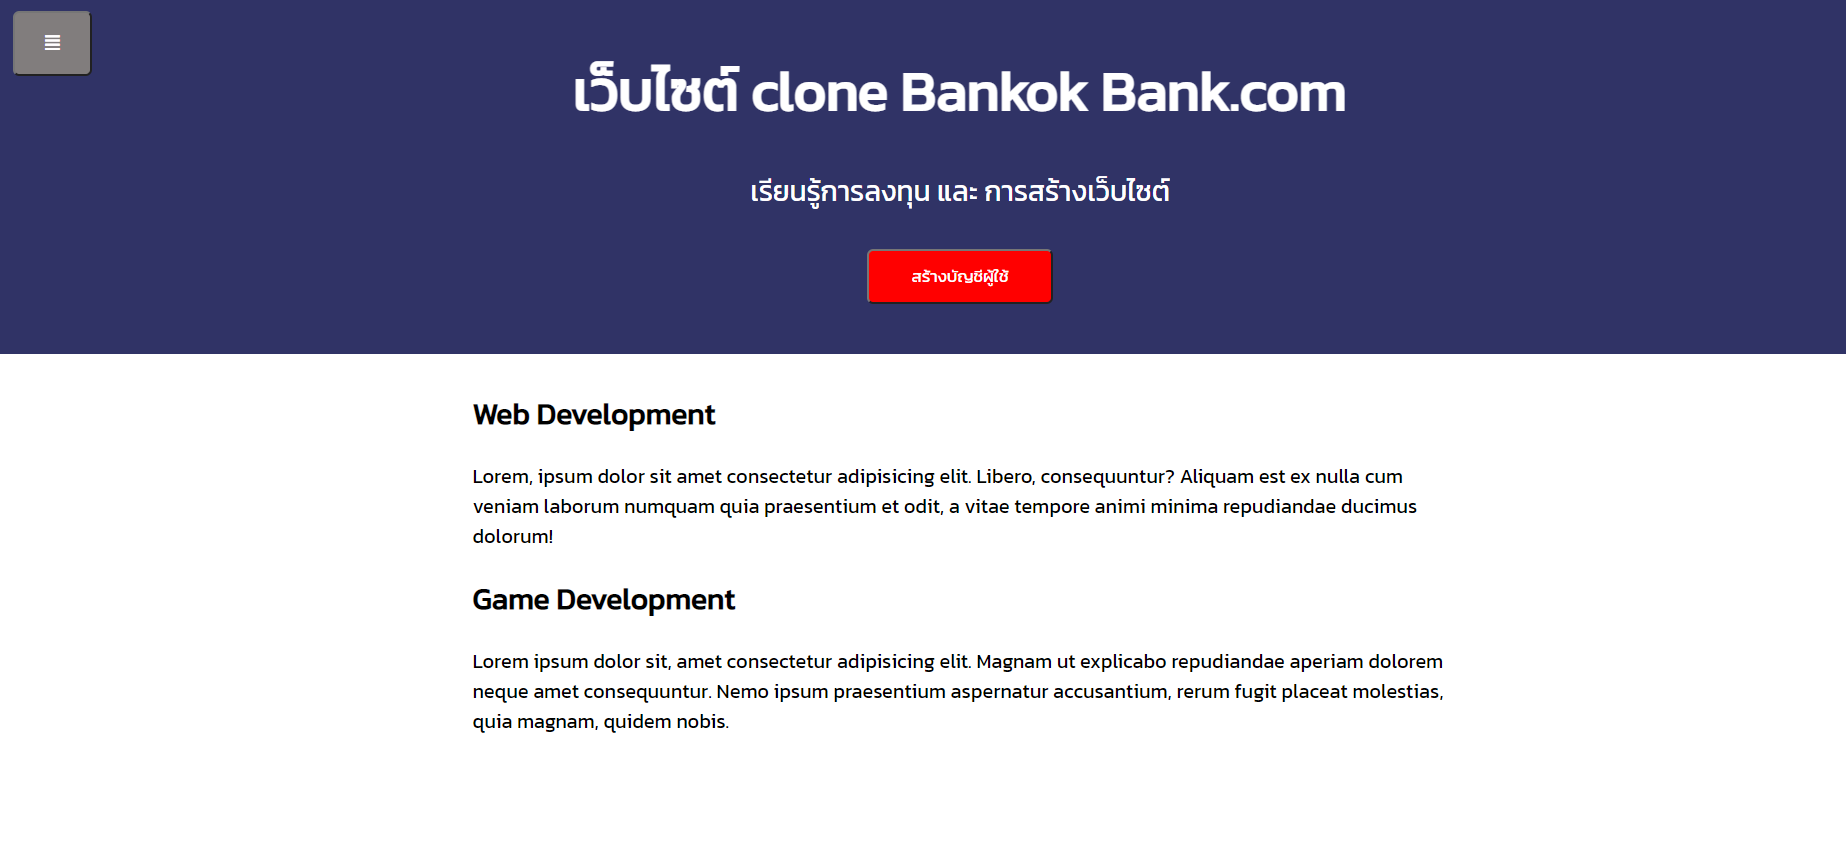 เว็บไซต์ clone Bankok Bank.com
เรียนรู้การลงทุน และ การสร้างเว็บไซต์
สร้างบัญชีผู้ใช้
Web Development
Lorem, ipsum dolor sit amet consectetur adipisicing elit. Libero, consequuntur? Aliquam est ex nulla cum
veniam laborum numquam quia praesentium et odit, a vitae tempore animi minima repudiandae ducimus
dolorum!
Game Development
Lorem ipsum dolor sit, amet consectetur adipisicing elit. Magnam ut explicabo repudiandae aperiam dolorem
neque amet consequuntur. Nemo ipsum praesentium aspernatur accusantium, rerum fugit placeat molestias,
quia magnam, quidem nobis.